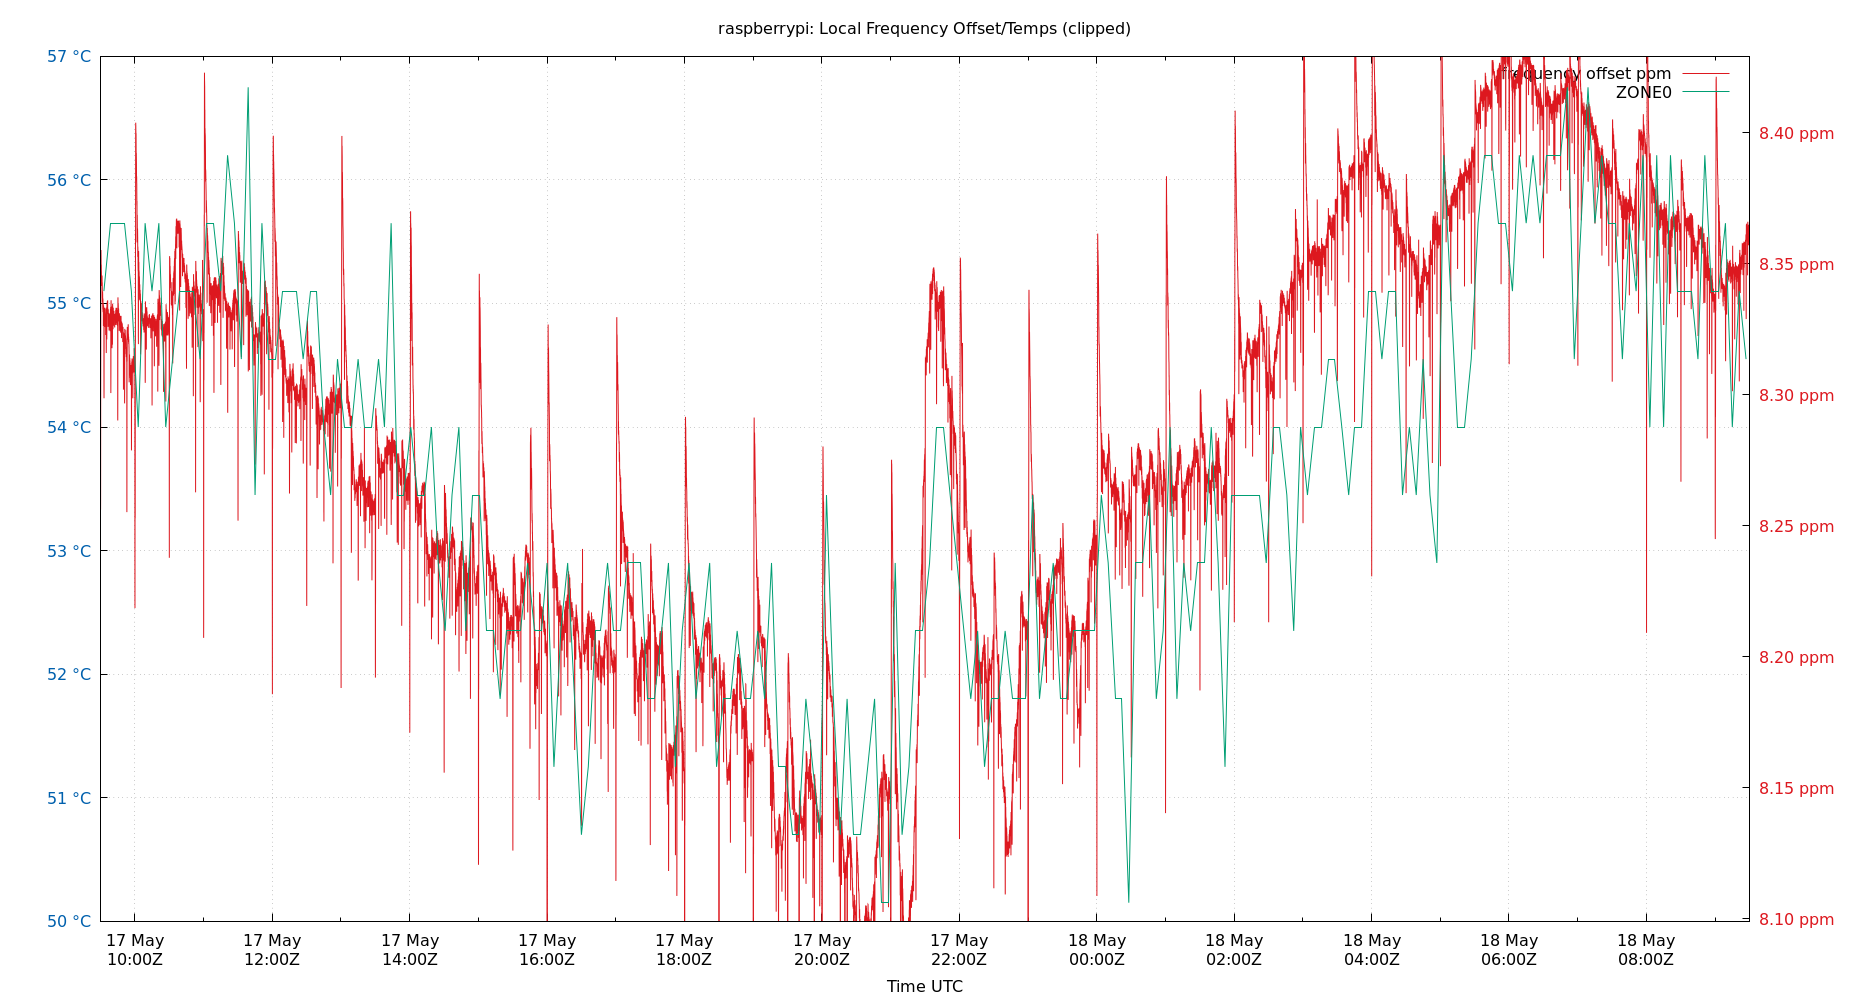 raspberrypi: Local Frequency Offset/Temps (clipped)
57 °C
56 °C
55 °C
54 °C
53 °C
52 °C
51 °C
50 °C
frequency offset ppm
ZONE0
8.40 ppm
8.35 ppm
8.30 ppm
8.25 ppm
8.20 ppm
8.15 ppm
8.10 ppm
17 May 17 May 17 May 17 May 17 May 17 May 17 May 18 May 18 May 18 May 18 May 18 May
10:00Z 12:00Z 14:00Z 16:00Z 18:00Z 20:00Z 22:00Z 00:00Z 02:00Z 04:00Z 06:00Z 08:00Z
Time UTC